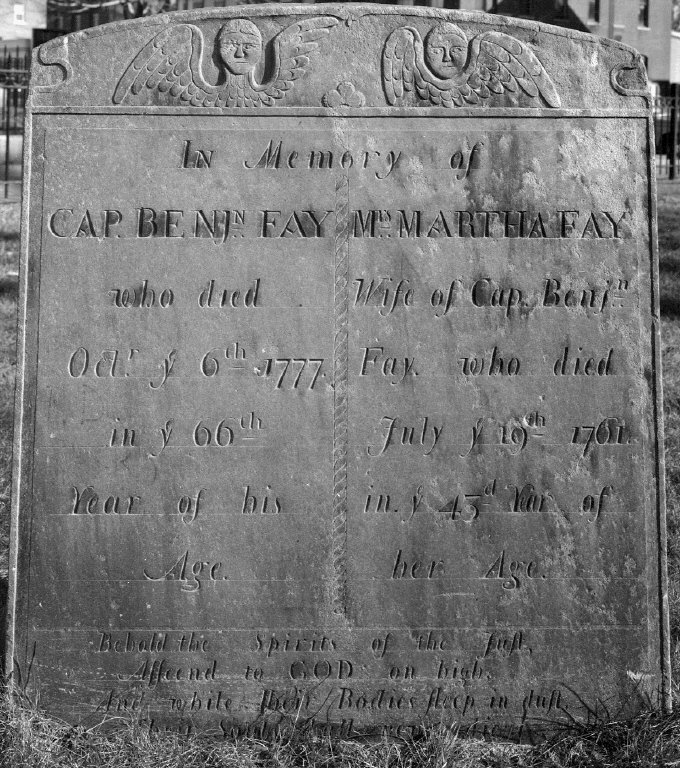 In Memory of
CAP. BENJⁿ. FAY
who died
Octʳ. yᵉ 6ᵗʰ 1777.
in yᵉ 66ᵗʰ
Year of his
Age.
Mʳˢ. MARTHA FAY
Wife of Cap. Benjⁿ.
Fay. who died
July yᵉ 19ᵗʰ 1761.
in yᵉ 43ᵈ Year of
her Age.
Behold the Spirits of the Juſt,
Aſſcend to GOD on high.
And while their Bodies ſleep in duſt,
Their Souls